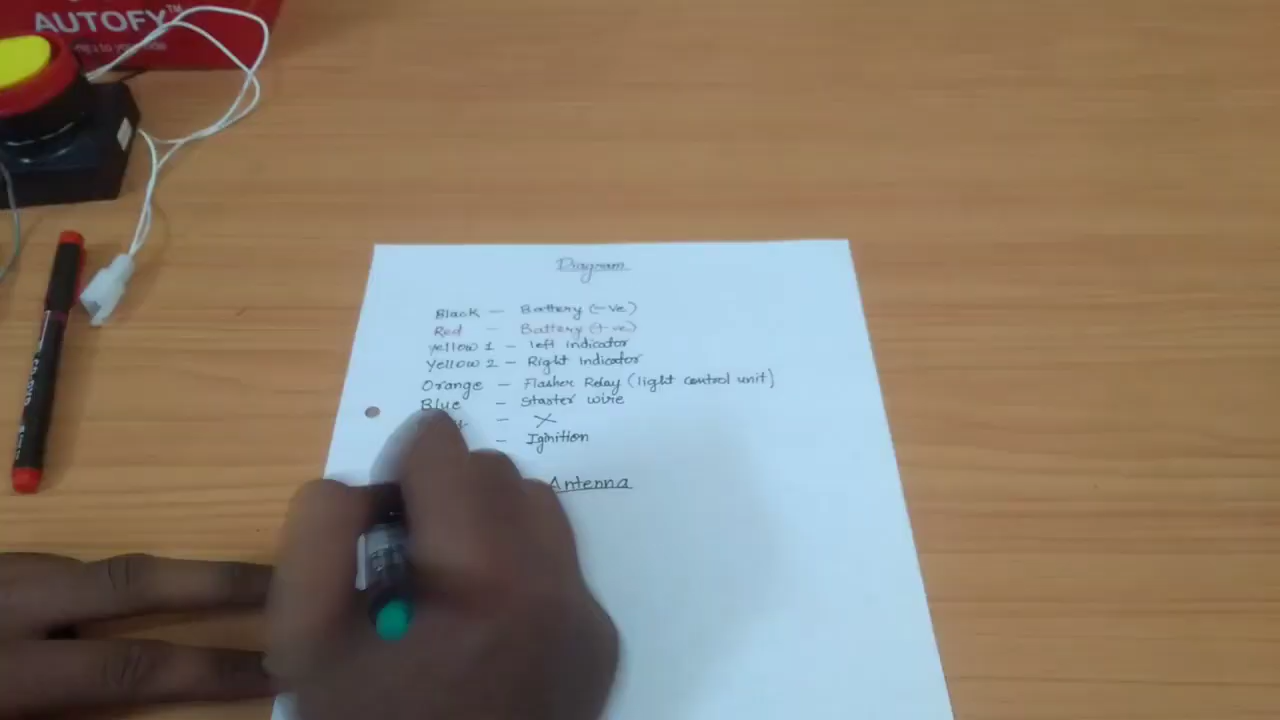 AUTOFY™
Diagram
Black - Battery (-ve)
Red - Battery (+ve)
Yellow 1 - left indicator
Yellow 2 - Right indicator
Orange - Flasher Relay (light control unit)
Blue - Starter wire
- X
- Ignition
Antenna